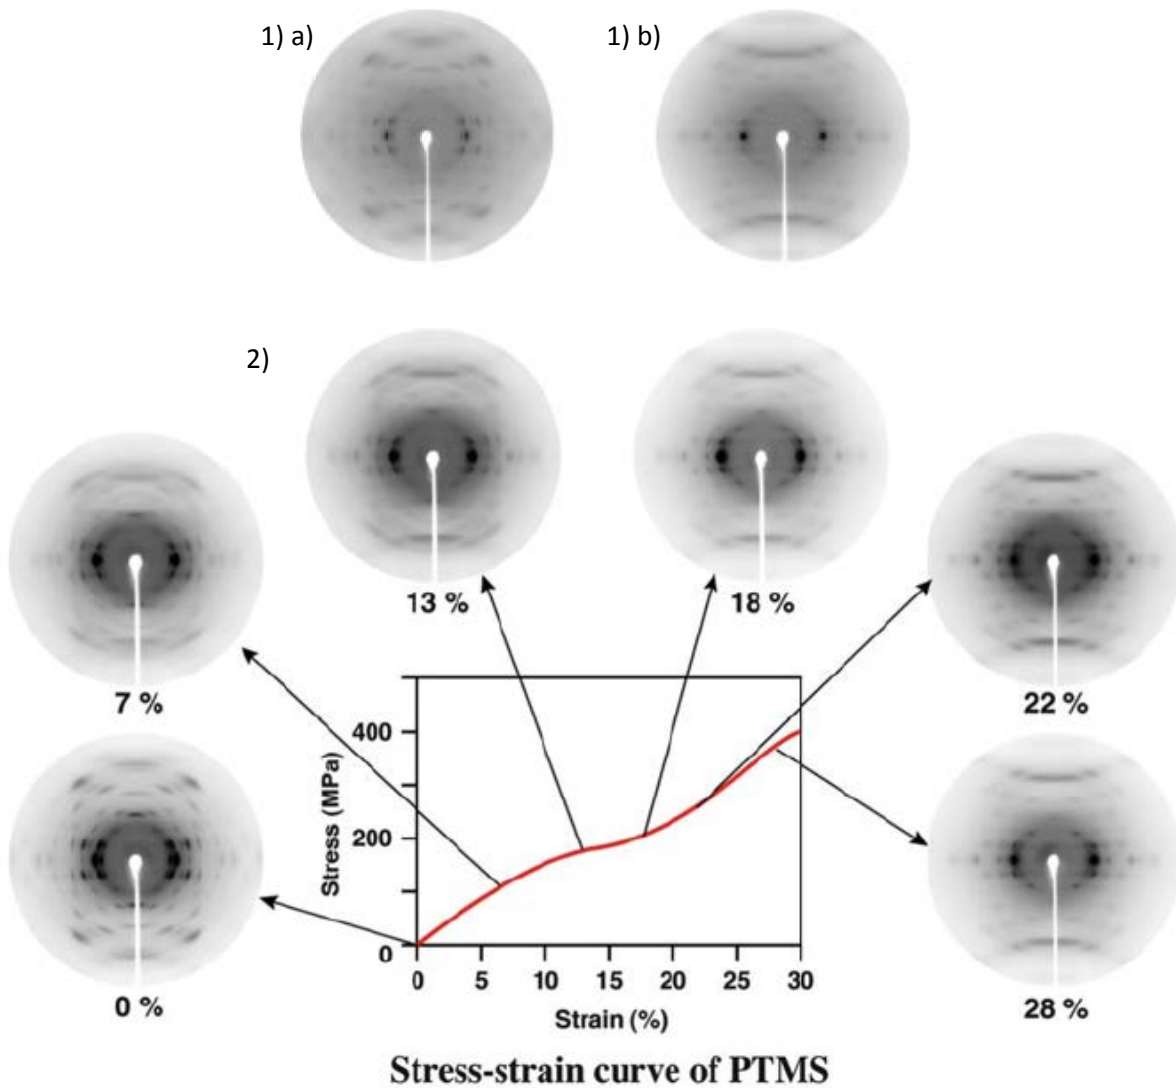 1) a)
1) b)
2)
13 %
18 %
7 %
22 %
0 %
28 %
Stress (MPa)
400
200
0
0 5 10 15 20 25 30
Strain (%)
Stress-strain curve of PTMS